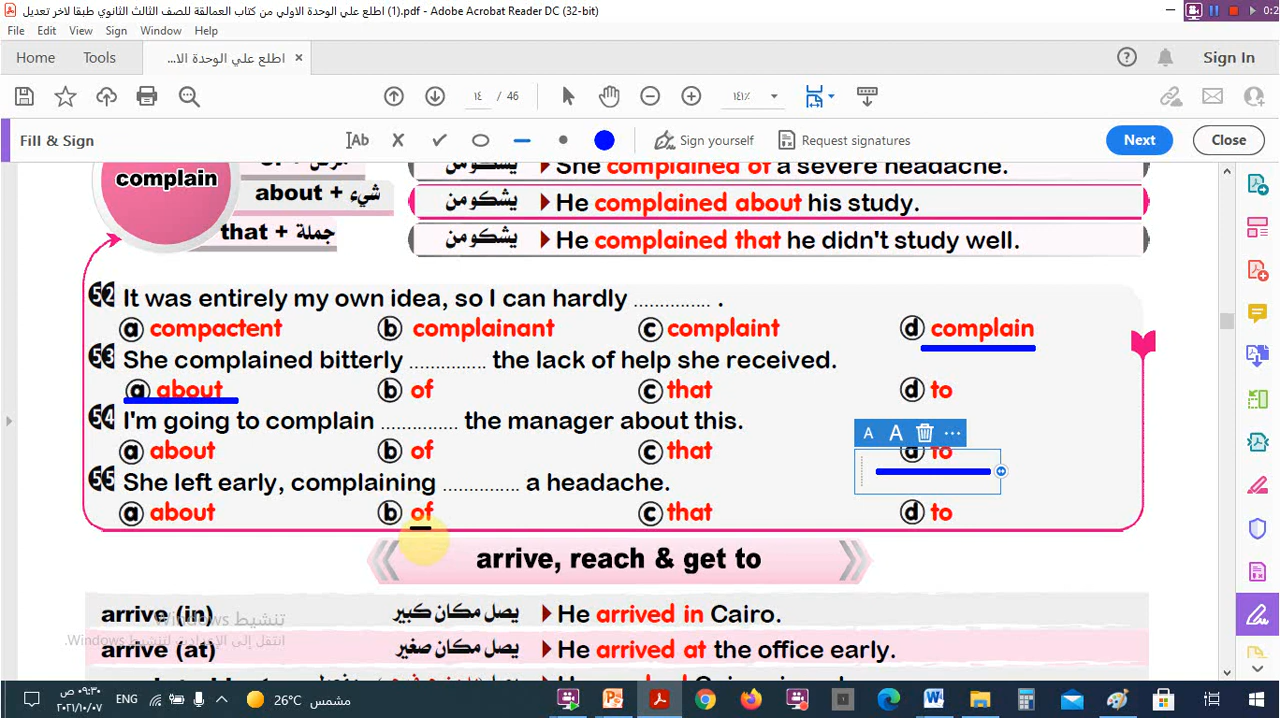 اطلع علي الوحدة الاولي من كتاب العمالقة للصف الثالث الثانوي طبقا لاخر تعديل (1).pdf - Adobe Acrobat Reader DC (32-bit)
0:2
File Edit View Sign Window Help
Home Tools اطلع علي الوحدة الا... × Sign In
١٤ / 46 ١٤١٪
Fill & Sign Ab Sign yourself Request signatures Next Close
complain
She complained of a severe headache.
about + شيء يشكو من He complained about his study.
that + جملة يشكو من He complained that he didn't study well.
52 It was entirely my own idea, so I can hardly ............... .
a compactent b complainant c complaint d complain
53 She complained bitterly ............... the lack of help she received.
a about b of c that d to
54 I'm going to complain ............... the manager about this.
A A ...
a about b of c that d to
55 She left early, complaining ............... a headache.
a about b of c that d to
arrive, reach & get to
arrive (in) يصل مكان كبير He arrived in Cairo.
arrive (at) يصل مكان صغير He arrived at the office early.
تنشيط Windows
انتقل إلى الإعدادات لتنشيط Windows.
٠٩:٣٠ ص
٢٠٢١/١٠/٠٧
ENG 26°C مشمس